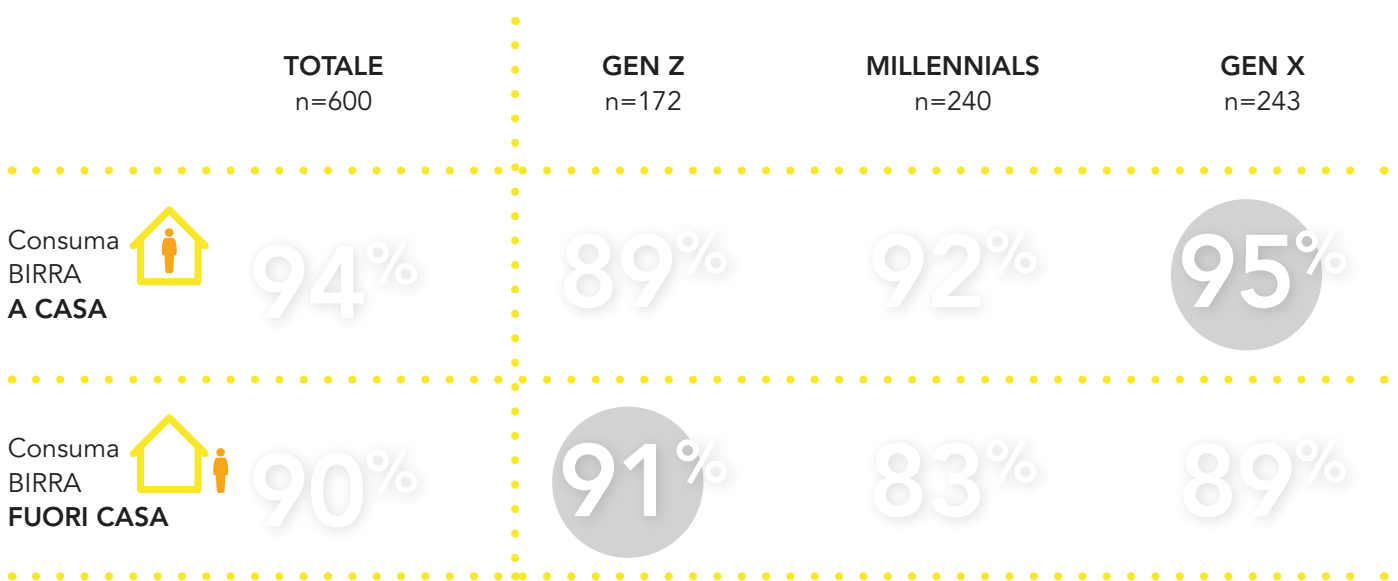 TOTALE GEN Z MILLENNIALS GEN X
n=600 n=172 n=240 n=243
Consuma
BIRRA
A CASA
94% 89% 92% 95%
Consuma
BIRRA
FUORI CASA
90% 91% 83% 89%